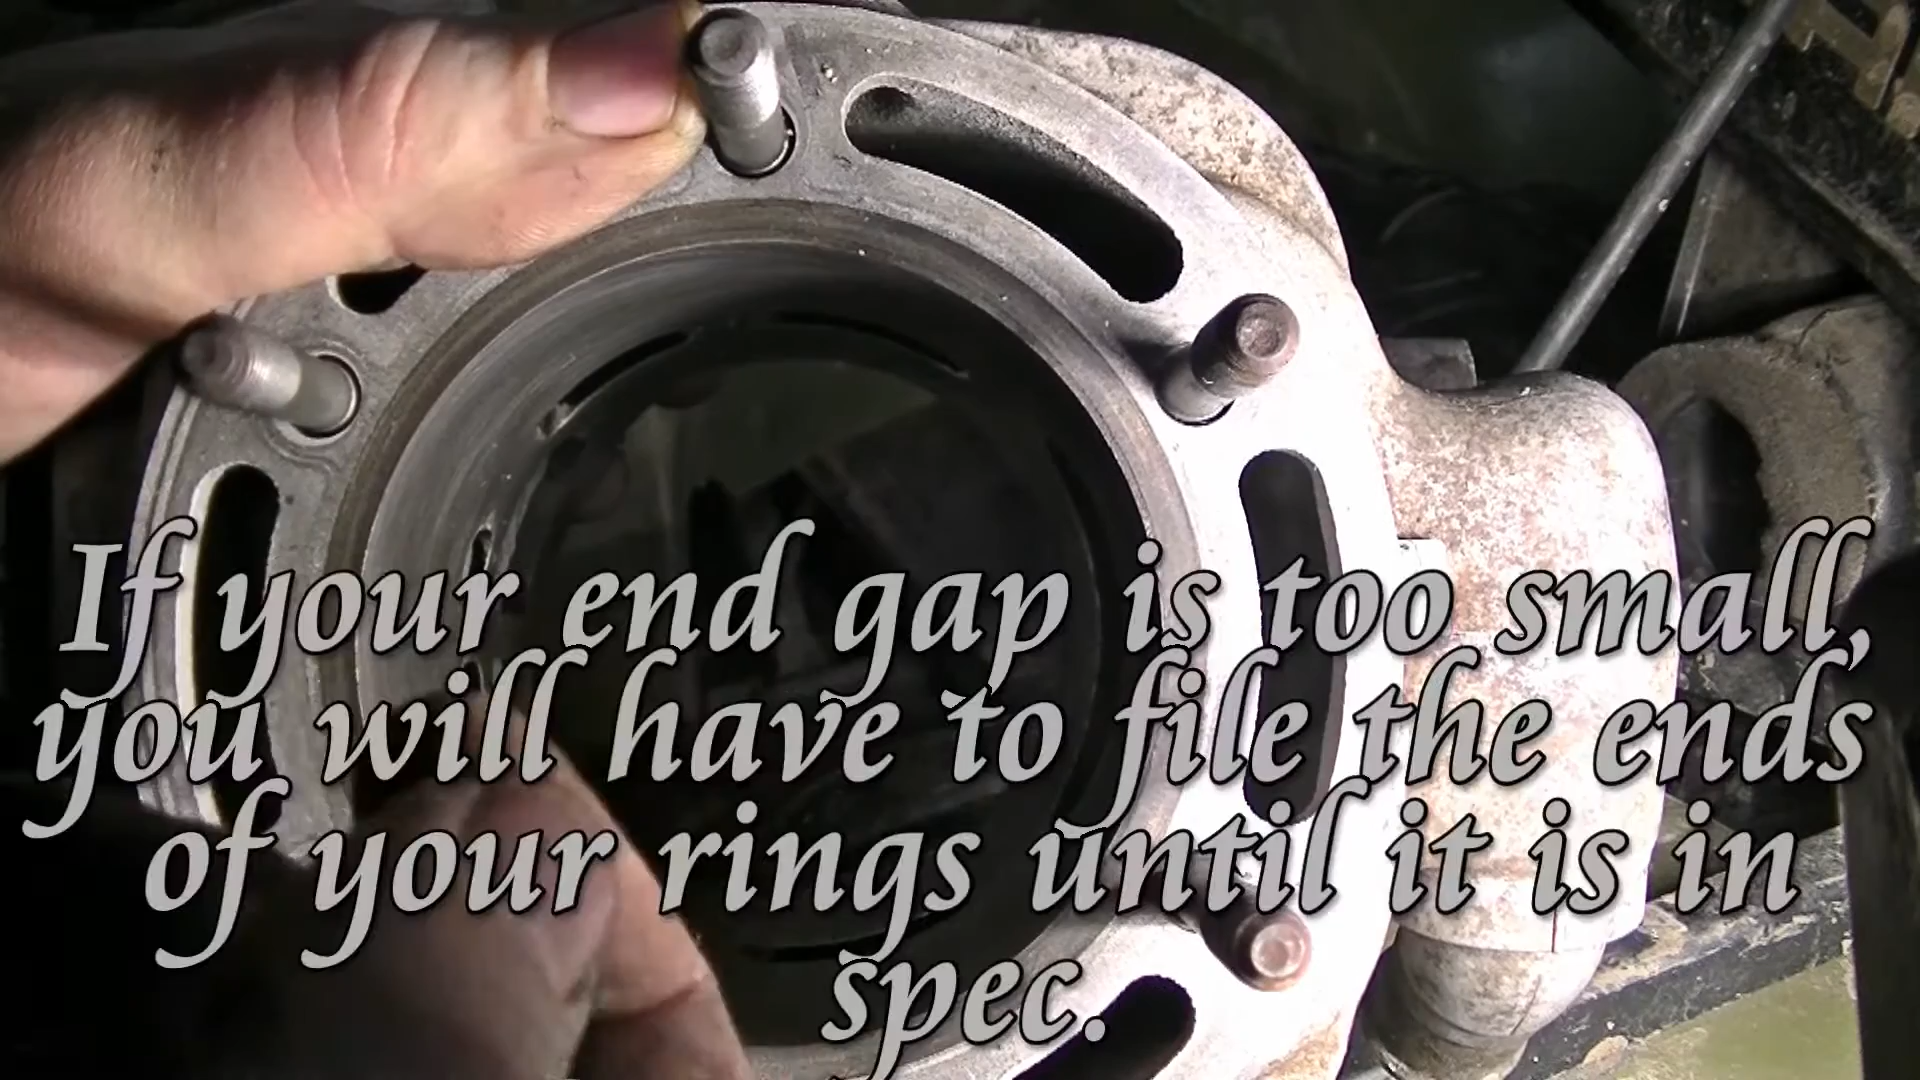 If your end gap is too small,
you will have to file the ends
of your rings until it is in
spec.